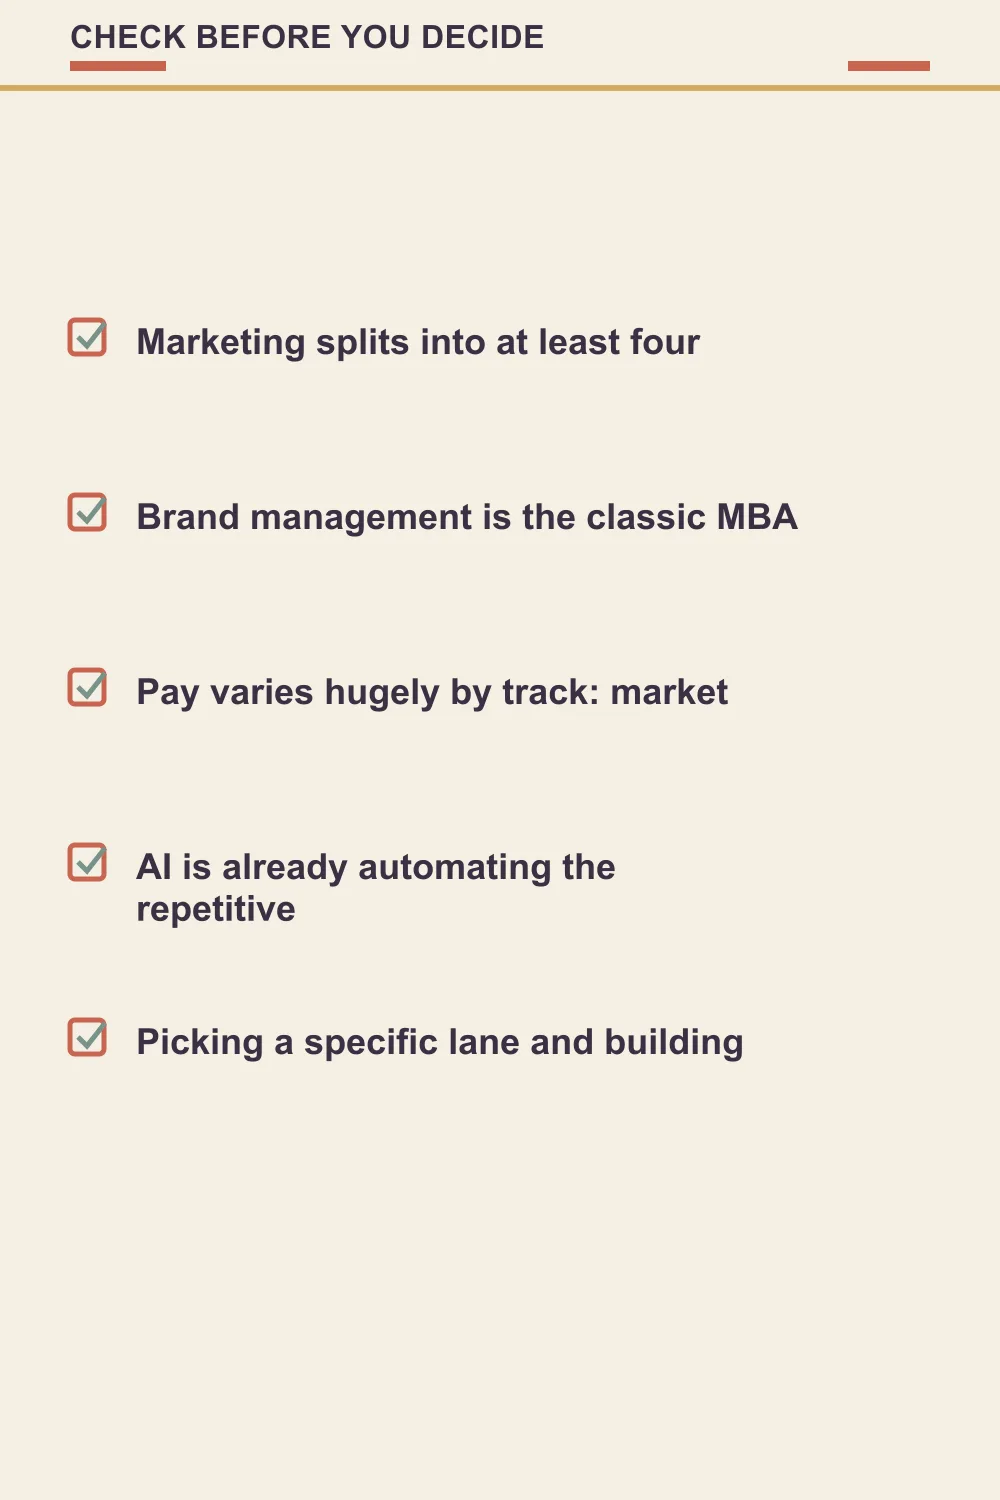 CHECK BEFORE YOU DECIDE
Marketing splits into at least four
Brand management is the classic MBA
Pay varies hugely by track: market
AI is already automating the
repetitive
Picking a specific lane and building